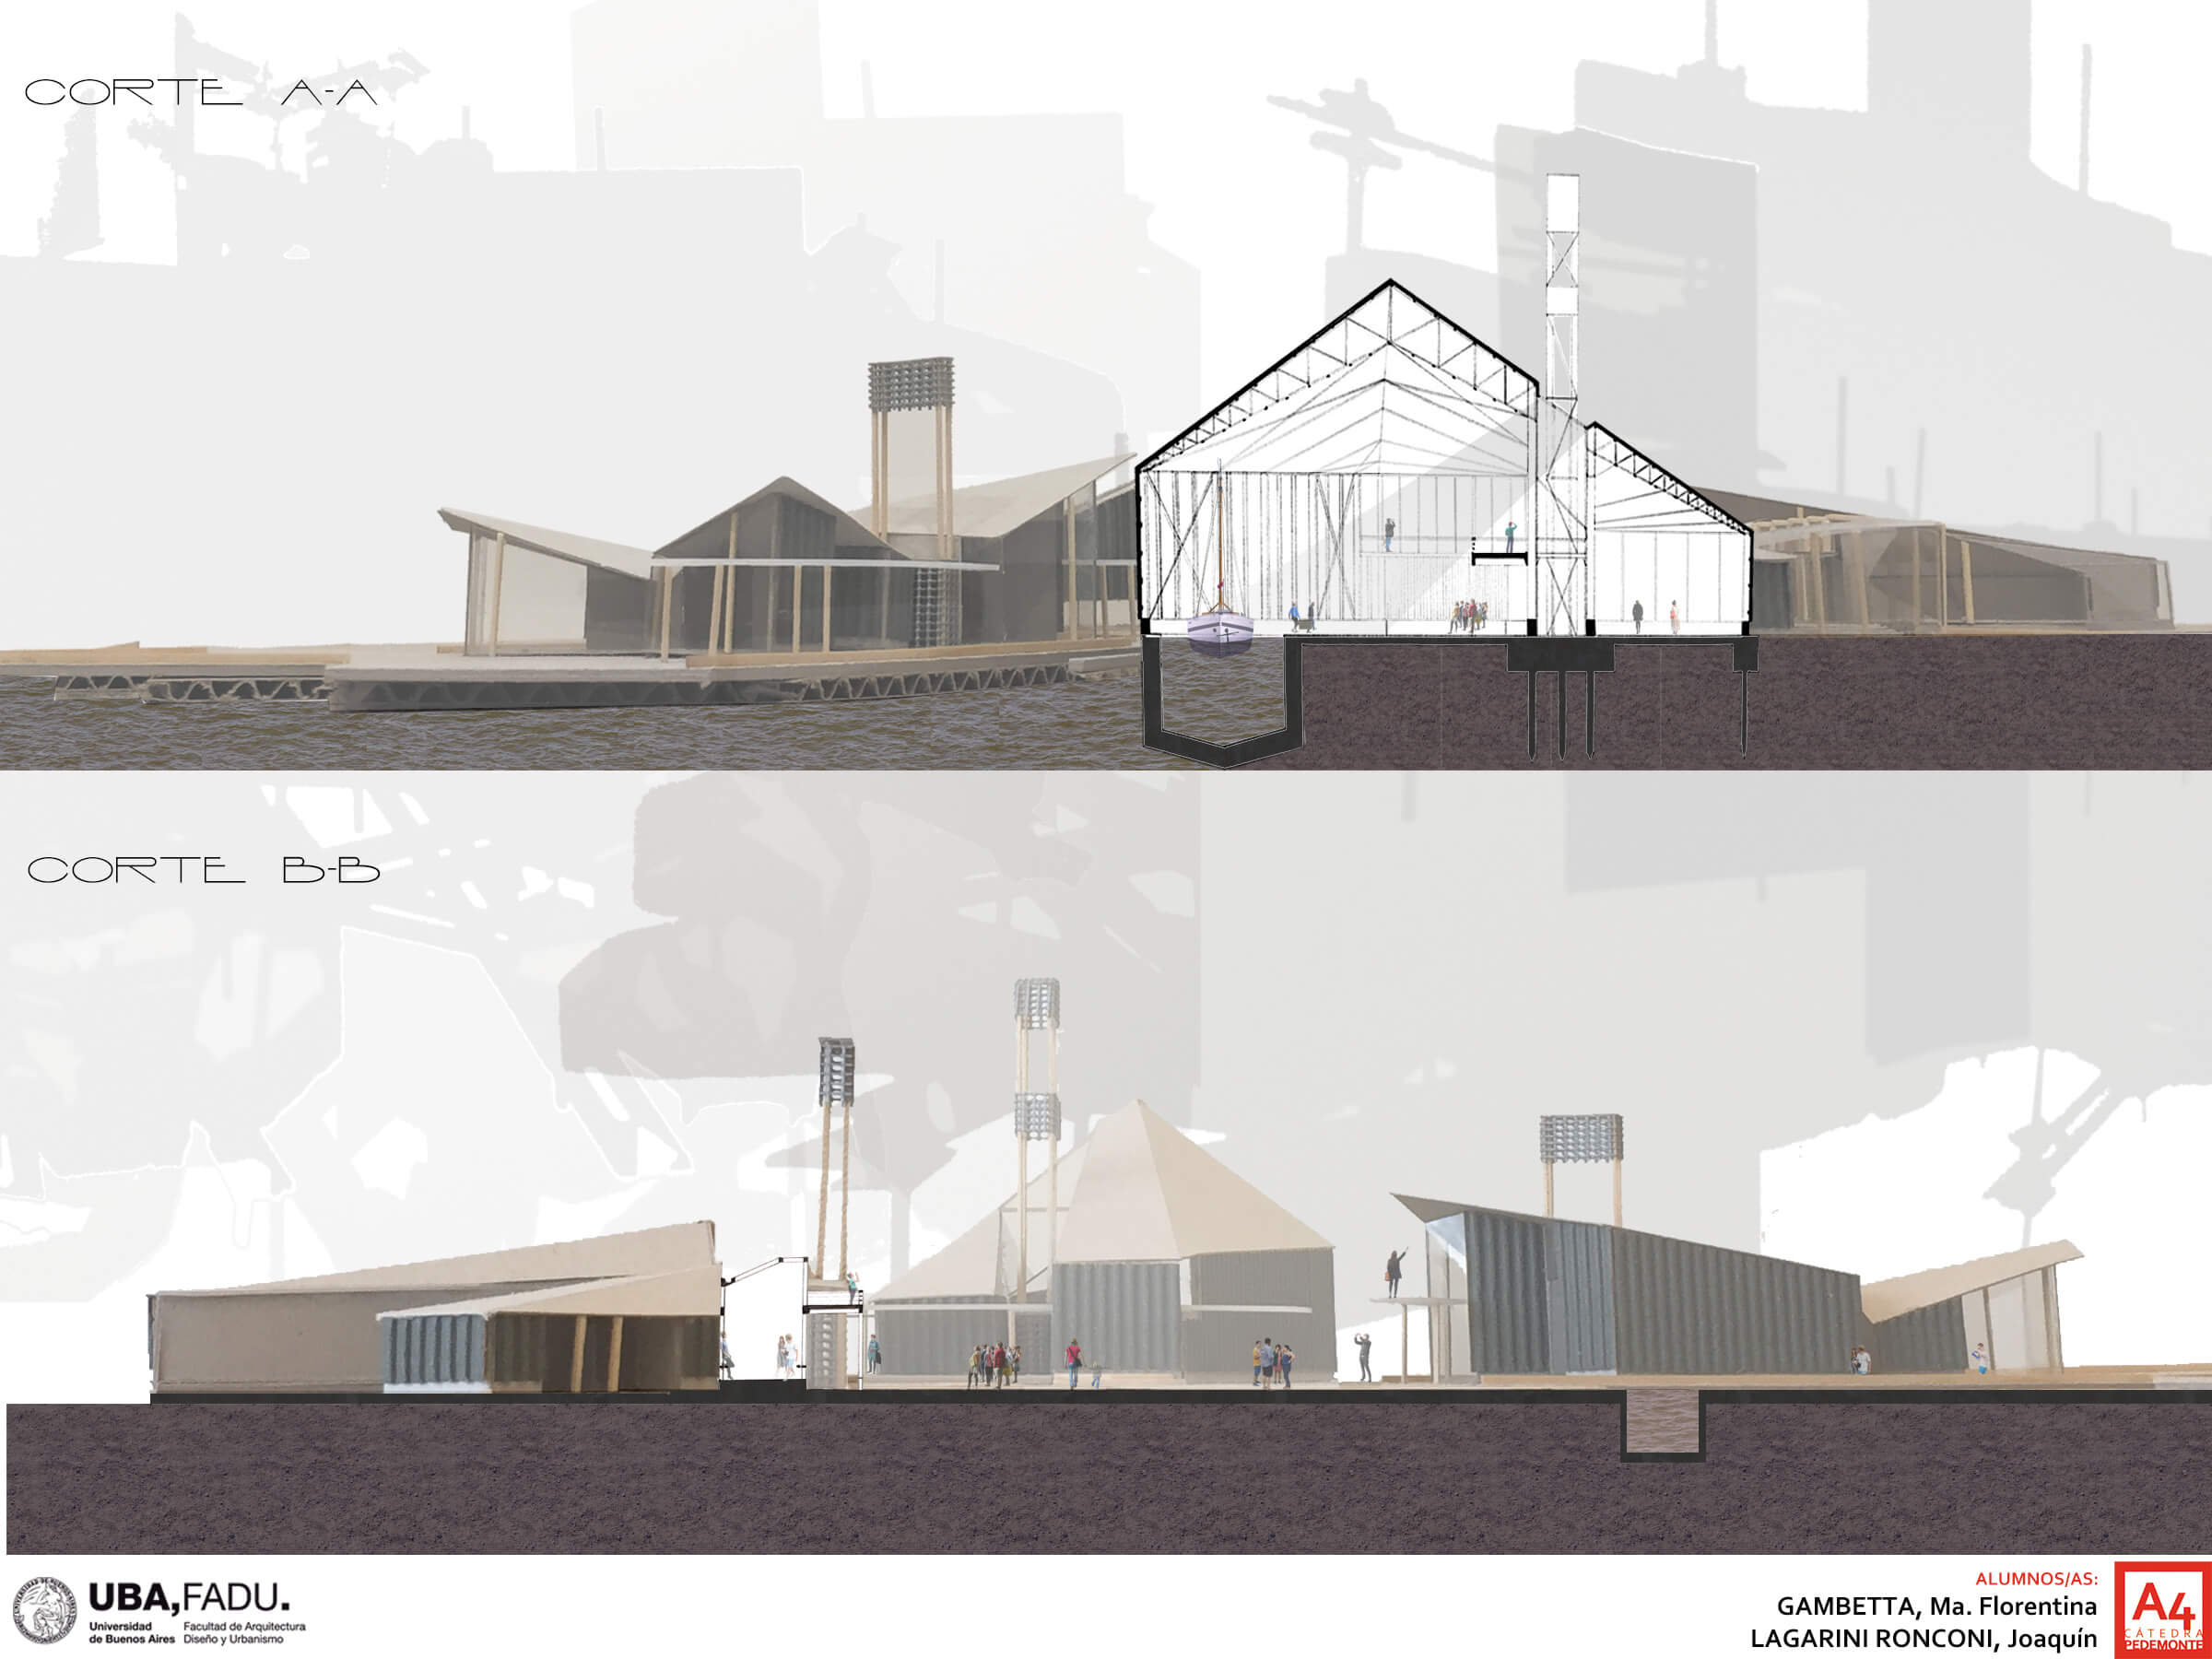 CORTE A-A
CORTE B-B
UBA,FADU.
Universidad de Buenos Aires
Facultad de Arquitectura Diseño y Urbanismo
ALUMNOS/AS:
GAMBETTA, Ma. Florentina
LAGARINI RONCONI, Joaquín
A4
CÁTEDRA
PEDEMONTE